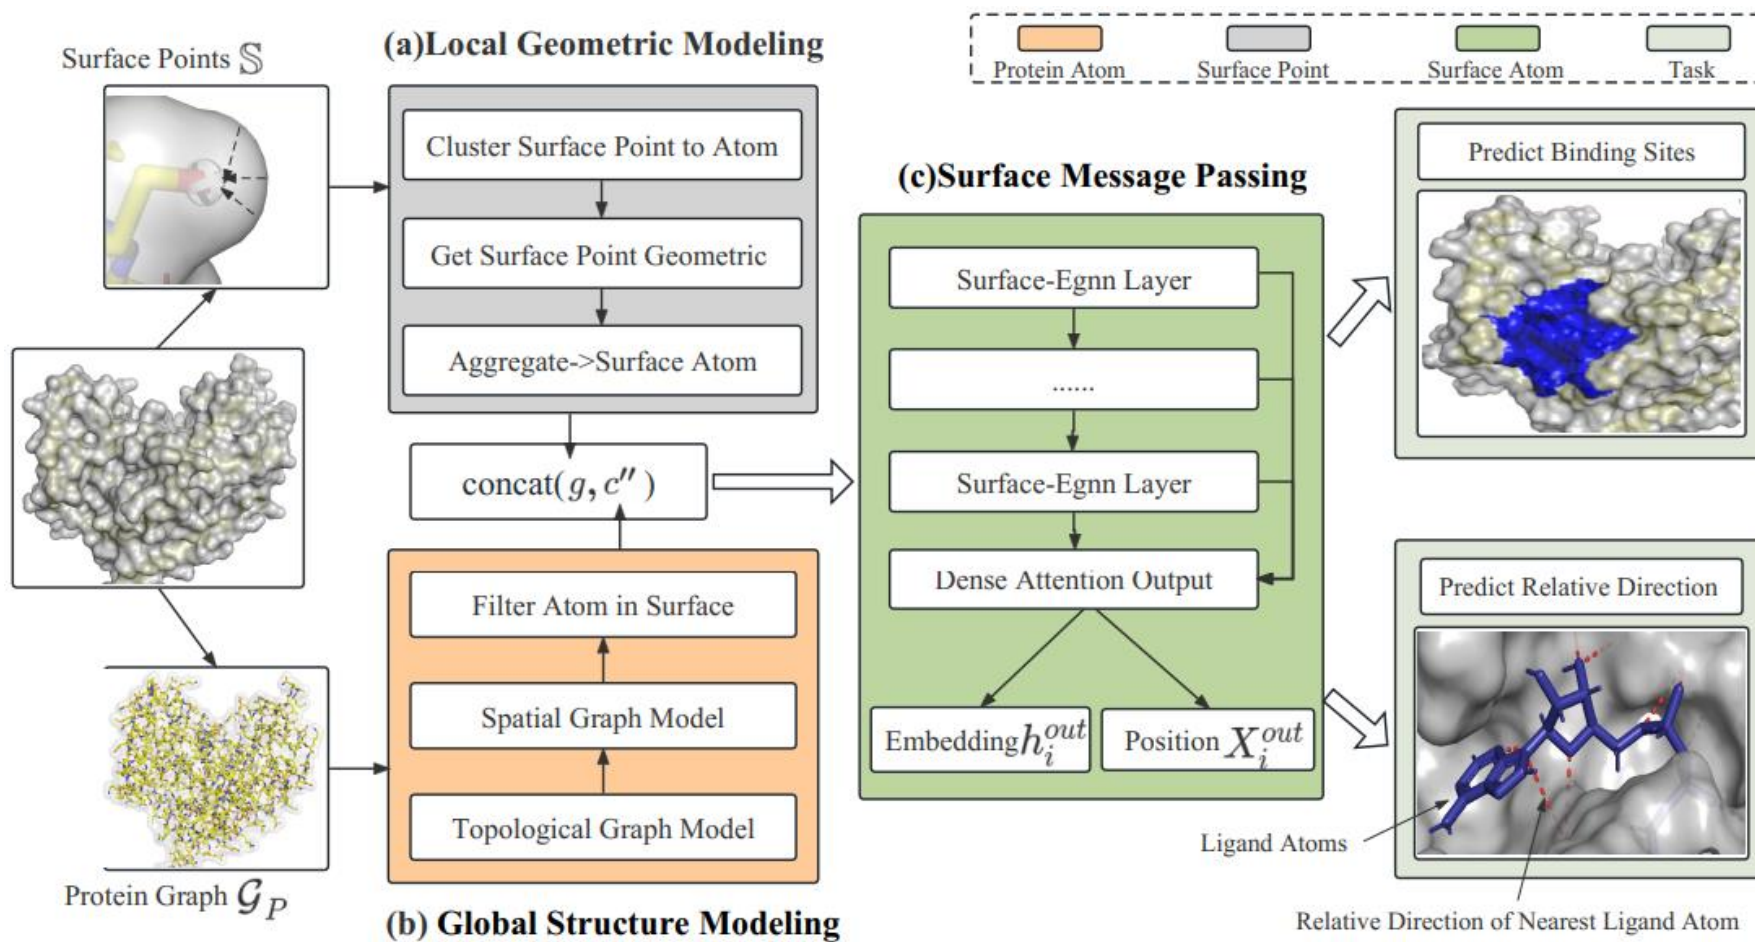 Surface Points 𝕊
(a)Local Geometric Modeling
Cluster Surface Point to Atom
Get Surface Point Geometric
Aggregate->Surface Atom
concat(g, c″)
Filter Atom in Surface
Spatial Graph Model
Topological Graph Model
(b) Global Structure Modeling
Protein Graph 𝒢_P
(c)Surface Message Passing
Surface-Egnn Layer
......
Surface-Egnn Layer
Dense Attention Output
Embedding h_i^{out}
Position X_i^{out}
Protein Atom
Surface Point
Surface Atom
Task
Predict Binding Sites
Predict Relative Direction
Ligand Atoms
Relative Direction of Nearest Ligand Atom